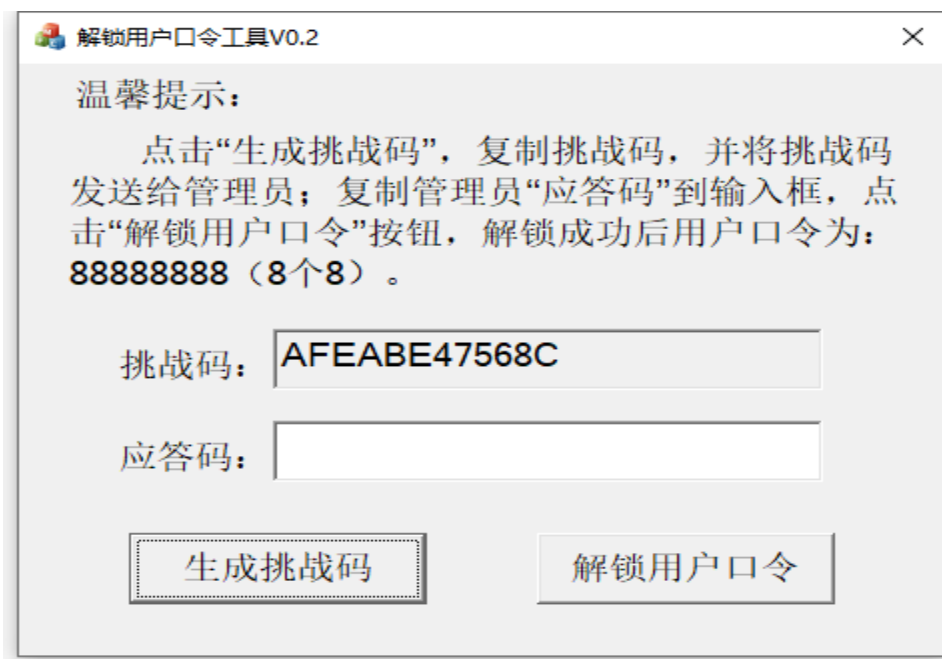 解锁用户口令工具V0.2
温馨提示：
点击“生成挑战码”，复制挑战码，并将挑战码
发送给管理员；复制管理员“应答码”到输入框，点
击“解锁用户口令”按钮，解锁成功后用户口令为：
88888888（8个8）。
挑战码：AFEABE47568C
应答码：
生成挑战码 解锁用户口令